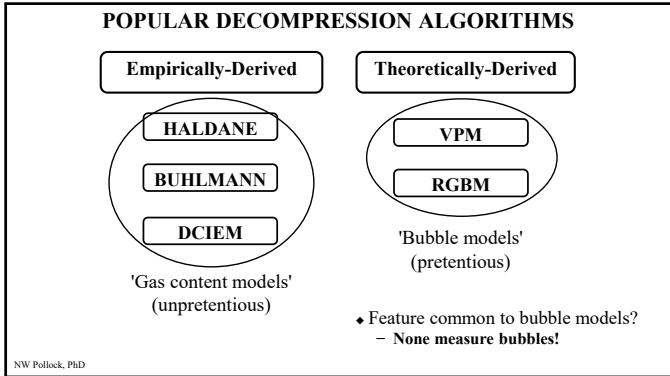 POPULAR DECOMPRESSION ALGORITHMS
Empirically-Derived
HALDANE
BUHLMANN
DCIEM
'Gas content models'
(unpretentious)
Theoretically-Derived
VPM
RGBM
'Bubble models'
(pretentious)
◆ Feature common to bubble models?
– None measure bubbles!
NW Pollock, PhD